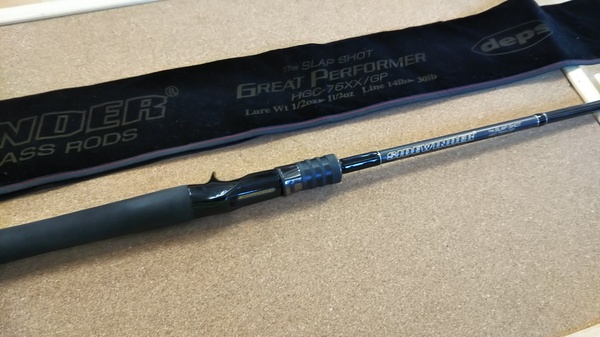 The SLAP SHOT
GREAT PERFORMER
HGC-76XX/GP
Lure Wt 1/2oz~ 1 1/2oz Line 14lb~ 30lb
deps
NDER®
ASS RODS
SIDEWINDER